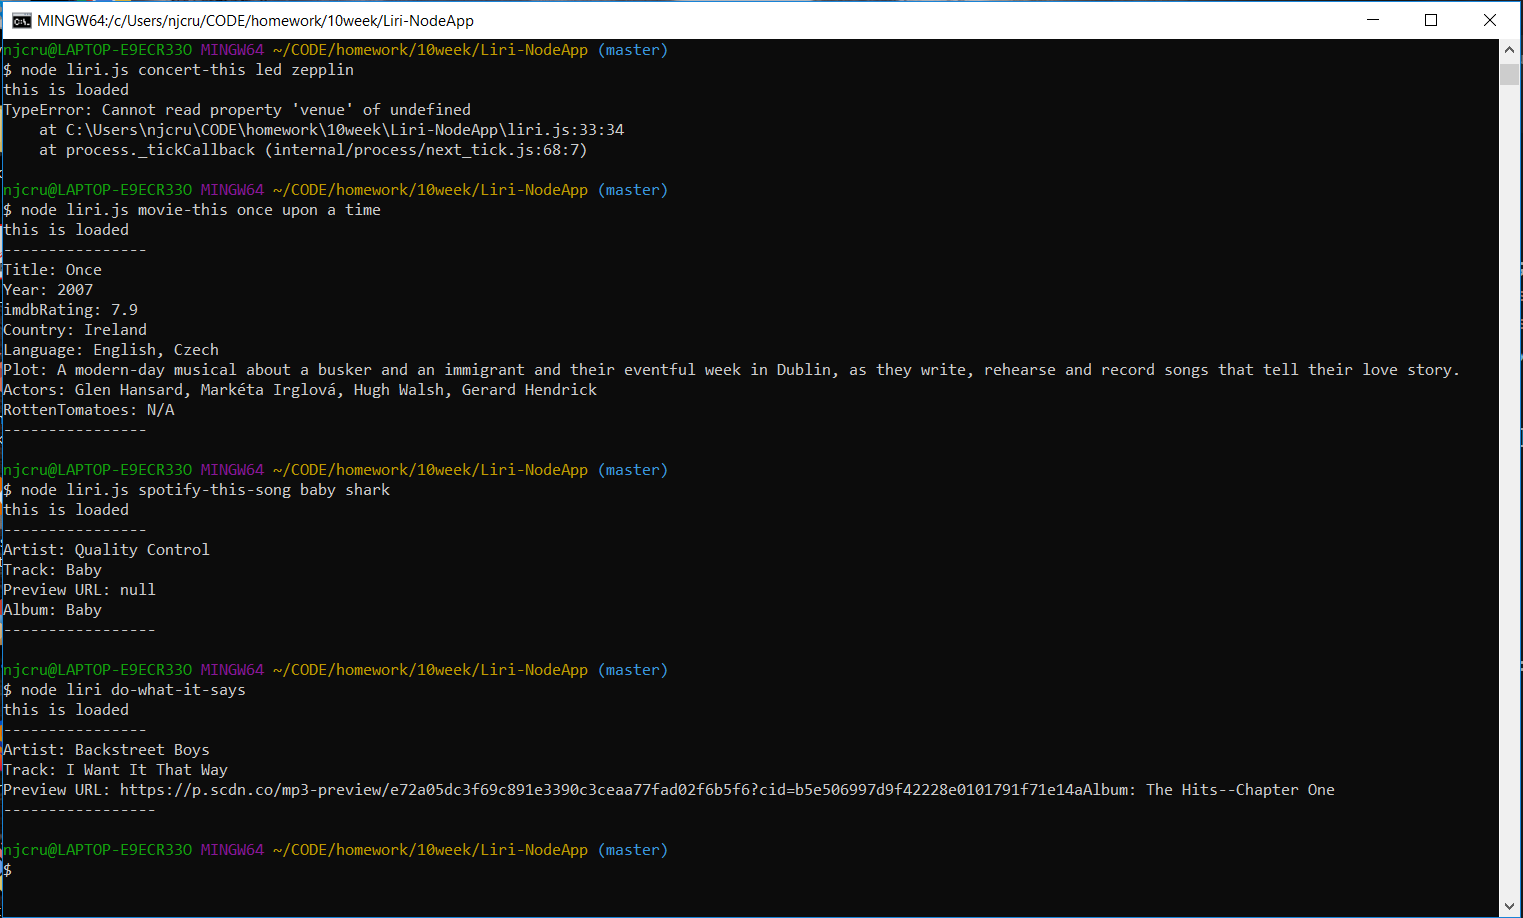 MINGW64:/c/Users/njcru/CODE/homework/10week/Liri-NodeApp
njcru@LAPTOP-E9ECR33O MINGW64 ~/CODE/homework/10week/Liri-NodeApp (master)
$ node liri.js concert-this led zepplin
this is loaded
TypeError: Cannot read property 'venue' of undefined
    at C:\Users\njcru\CODE\homework\10week\Liri-NodeApp\liri.js:33:34
    at process._tickCallback (internal/process/next_tick.js:68:7)
njcru@LAPTOP-E9ECR33O MINGW64 ~/CODE/homework/10week/Liri-NodeApp (master)
$ node liri.js movie-this once upon a time
this is loaded
----------------
Title: Once
Year: 2007
imdbRating: 7.9
Country: Ireland
Language: English, Czech
Plot: A modern-day musical about a busker and an immigrant and their eventful week in Dublin, as they write, rehearse and record songs that tell their love story.
Actors: Glen Hansard, Markéta Irglová, Hugh Walsh, Gerard Hendrick
RottenTomatoes: N/A
----------------
njcru@LAPTOP-E9ECR33O MINGW64 ~/CODE/homework/10week/Liri-NodeApp (master)
$ node liri.js spotify-this-song baby shark
this is loaded
----------------
Artist: Quality Control
Track: Baby
Preview URL: null
Album: Baby
-----------------
njcru@LAPTOP-E9ECR33O MINGW64 ~/CODE/homework/10week/Liri-NodeApp (master)
$ node liri do-what-it-says
this is loaded
----------------
Artist: Backstreet Boys
Track: I Want It That Way
Preview URL: https://p.scdn.co/mp3-preview/e72a05dc3f69c891e3390c3ceaa77fad02f6b5f6?cid=b5e506997d9f42228e0101791f71e14aAlbum: The Hits--Chapter One
-----------------
njcru@LAPTOP-E9ECR33O MINGW64 ~/CODE/homework/10week/Liri-NodeApp (master)
$